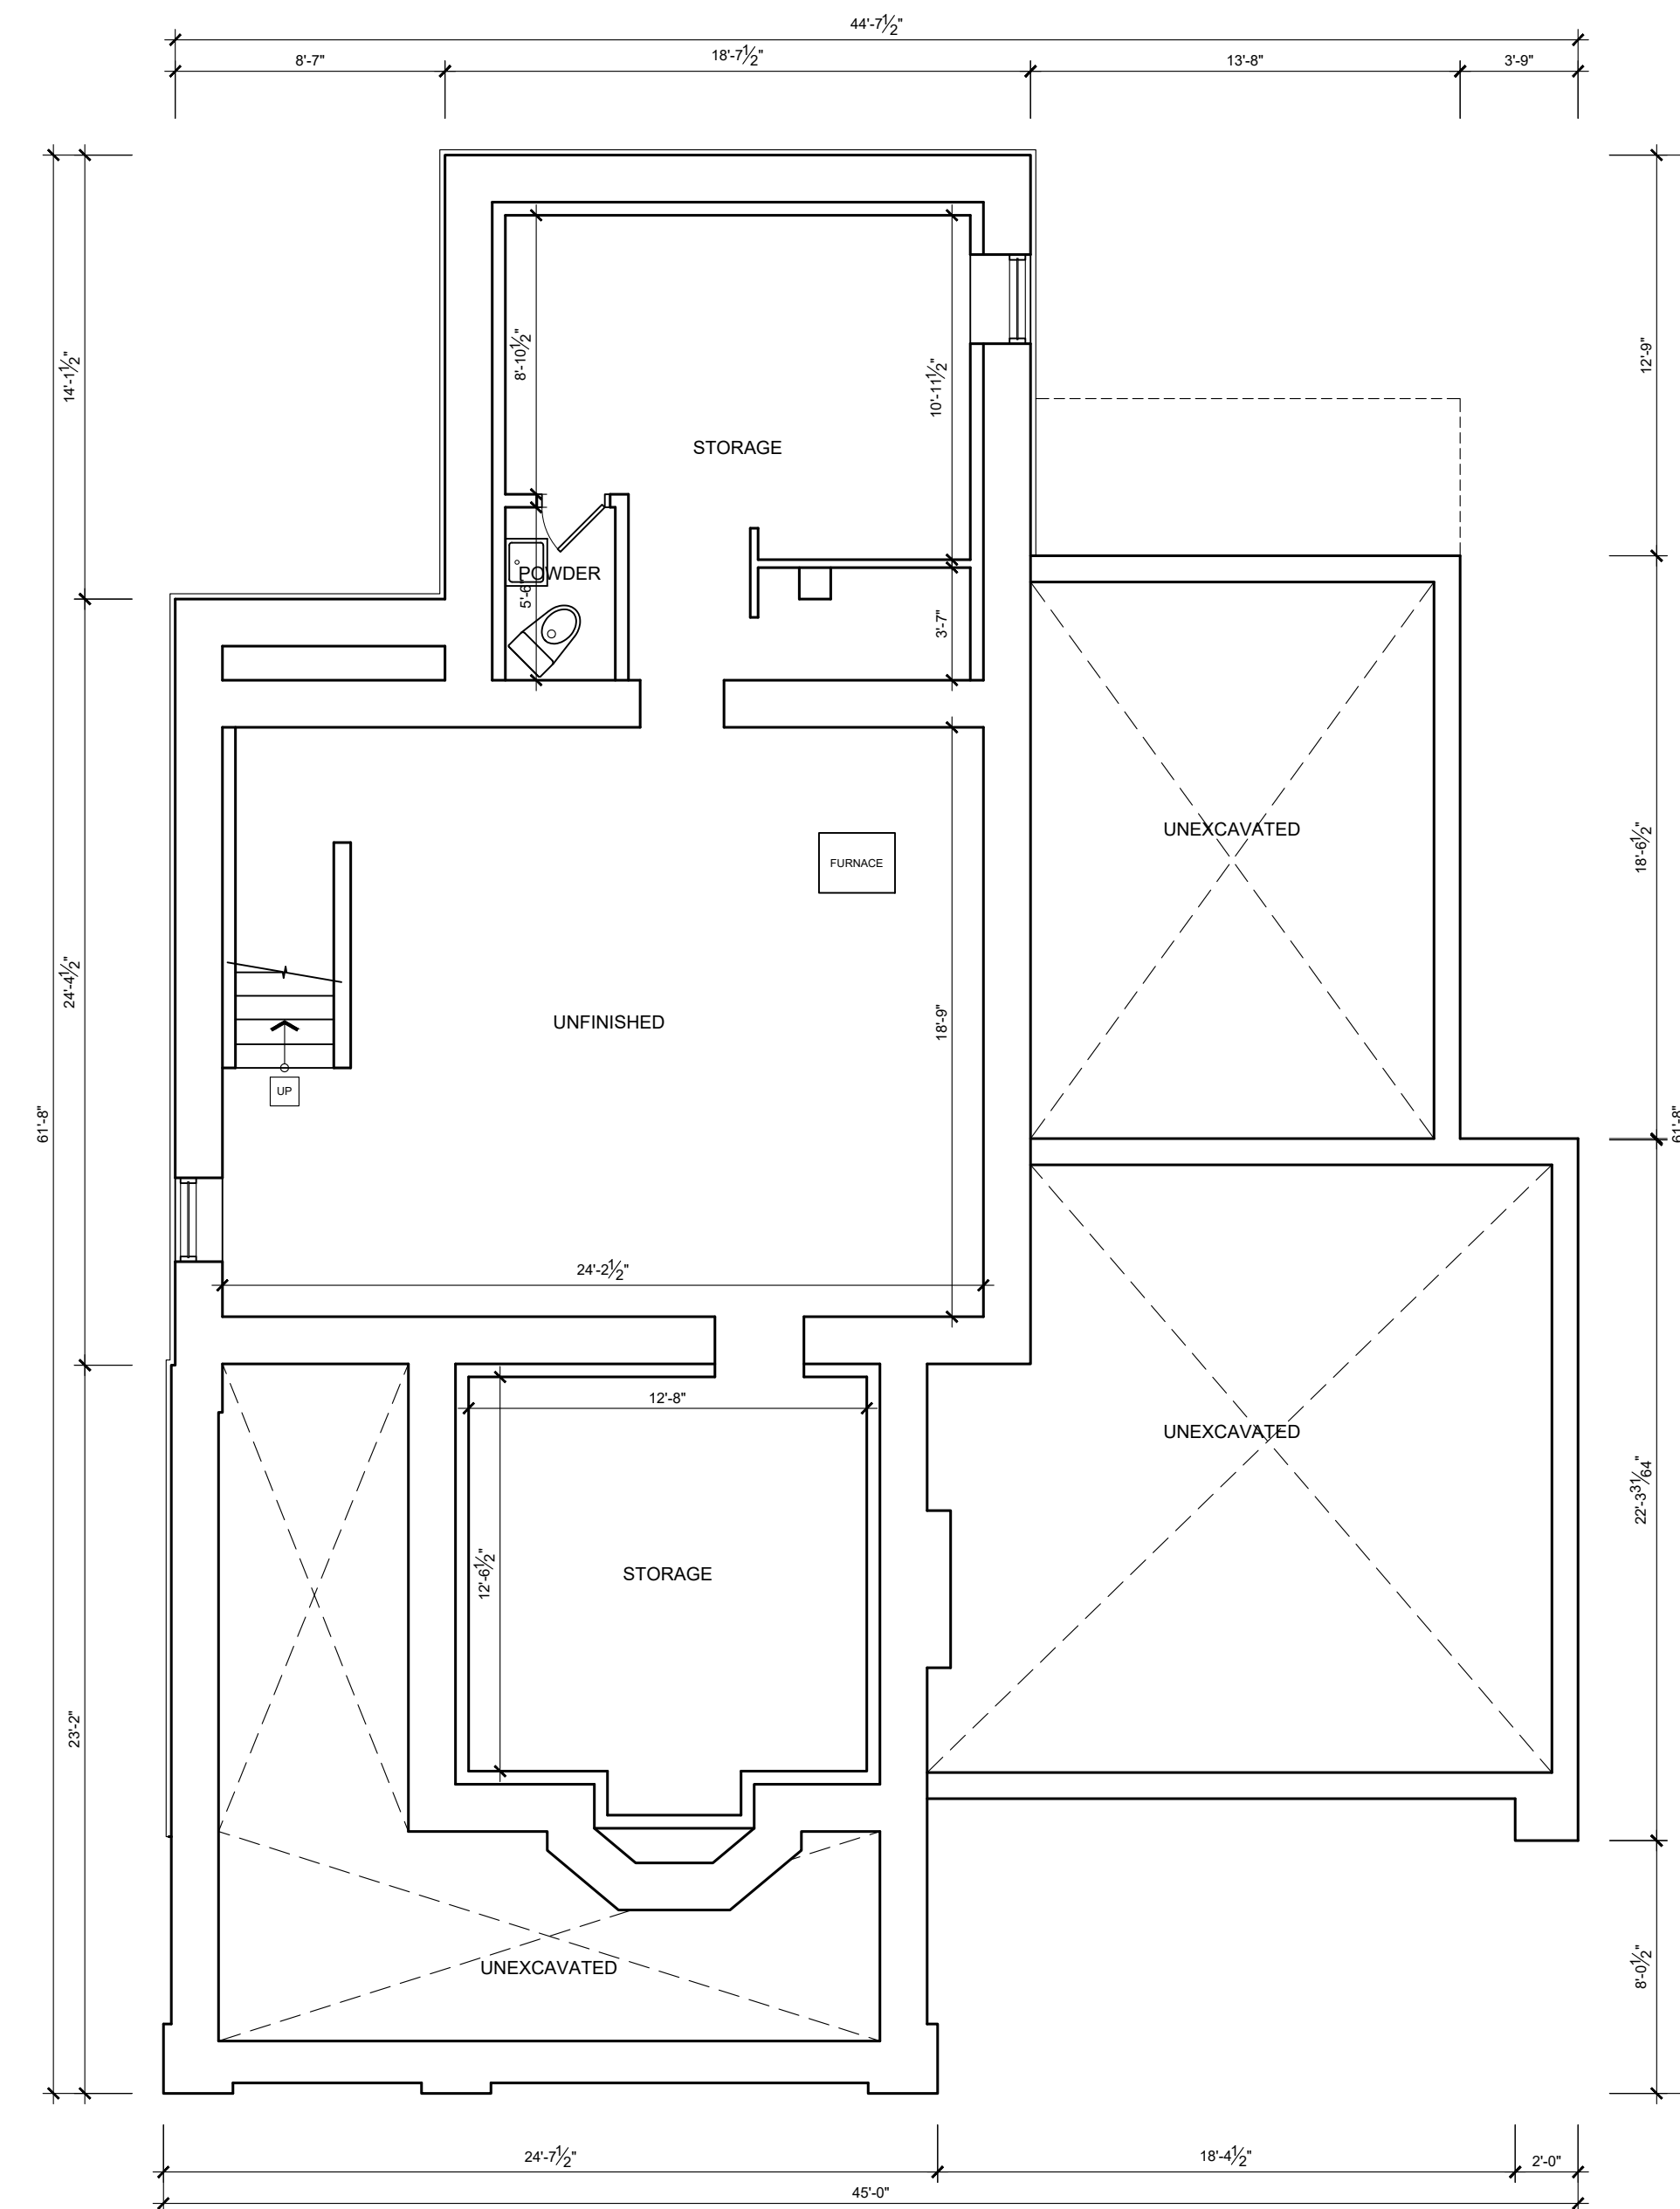 44'-7½"
8'-7"
18'-7½"
13'-8"
3'-9"
14'-1½"
8'-10½"
10'-11½"
12'-9"
STORAGE
POWDER
5'-6
3'-7"
UNEXCAVATED
18'-6½"
FURNACE
24'-4½"
UNFINISHED
18'-9"
UP
61'-8"
61'-8"
24'-2½"
12'-8"
UNEXCAVATED
22'-3 31/64"
12'-6½"
STORAGE
23'-2"
UNEXCAVATED
8'-0½"
24'-7½"
18'-4½"
2'-0"
45'-0"